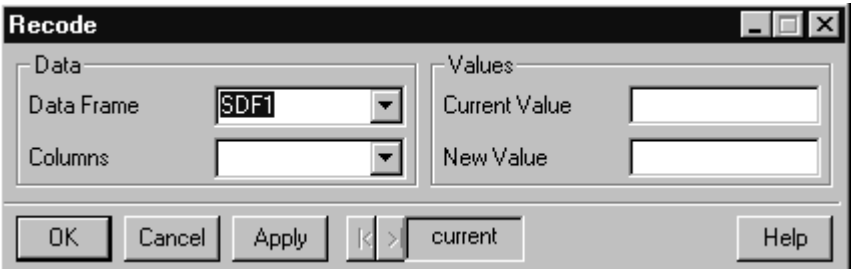 Recode
Data
Values
Data Frame SDF1
Current Value
Columns
New Value
OK Cancel Apply |< >| current Help